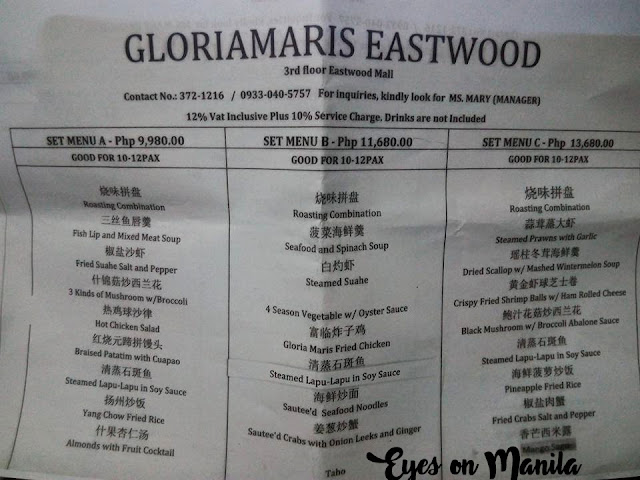 GLORIAMARIS EASTWOOD
3rd floor Eastwood Mall
Contact No.: 372-1216 / 0933-040-5757 For inquiries, kindly look for MS. MARY (MANAGER)
12% Vat Inclusive Plus 10% Service Charge. Drinks are not Included
SET MENU A - Php 9,980.00
GOOD FOR 10-12PAX
烧味拼盘
Roasting Combination
三丝鱼唇羹
Fish Lip and Mixed Meat Soup
椒盐沙虾
Fried Suahe Salt and Pepper
什锦菇炒西兰花
3 Kinds of Mushroom w/Broccoli
热鸡球沙律
Hot Chicken Salad
红烧元蹄拼馒头
Braised Patatim with Cuapao
清蒸石斑鱼
Steamed Lapu-Lapu in Soy Sauce
扬州炒饭
Yang Chow Fried Rice
什果杏仁汤
Almonds with Fruit Cocktail
SET MENU B - Php 11,680.00
GOOD FOR 10-12PAX
烧味拼盘
Roasting Combination
菠菜海鲜羹
Seafood and Spinach Soup
白灼虾
Steamed Suahe
4 Season Vegetable w/ Oyster Sauce
富临炸子鸡
Gloria Maris Fried Chicken
清蒸石斑鱼
Steamed Lapu-Lapu in Soy Sauce
海鲜炒面
Sautee'd Seafood Noodles
姜葱炒蟹
Sautee'd Crabs with Onion Leeks and Ginger
Taho
SET MENU C - Php 13,680.00
GOOD FOR 10-12PAX
烧味拼盘
Roasting Combination
蒜茸蒸大虾
Steamed Prawns with Garlic
瑶柱冬茸海鲜羹
Dried Scallop w/ Mashed Wintermelon Soup
黄金虾球芝士卷
Crispy Fried Shrimp Balls w/ Ham Rolled Cheese
鲍汁花菇炒西兰花
Black Mushroom w/ Broccoli Abalone Sauce
清蒸石斑鱼
Steamed Lapu-Lapu in Soy Sauce
海鲜菠萝炒饭
Pineapple Fried Rice
椒盐肉蟹
Fried Crabs Salt and Pepper
香芒西米露
Mango Sago
Eyes on Manila